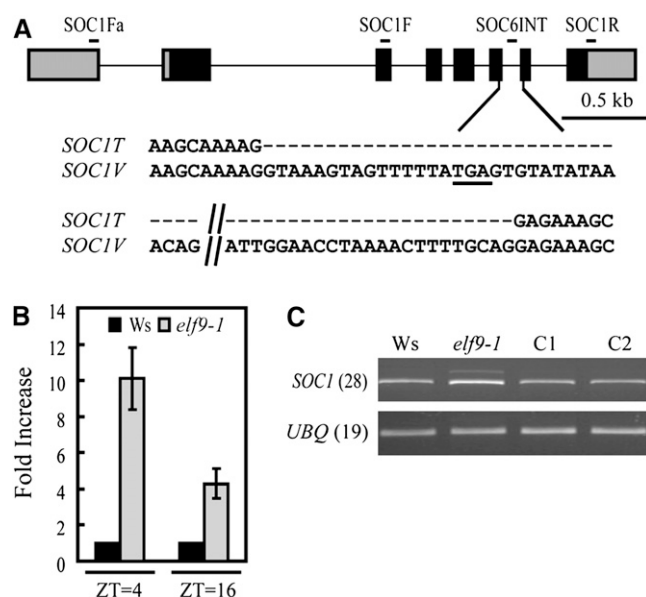 A
SOC1Fa SOC1F SOC6INT SOC1R
0.5 kb
SOC1T AAGCAAAAG------------------------------
SOC1V AAGCAAAAGGTAAAGTAGTTTTTATGAGTGTATATAA
SOC1T ---- // -----------------------GAGAAAGC
SOC1V ACAG // ATTGGAACCTAAAACTTTTGCAGGAGAAAGC
B
Ws elf9-1
Fold Increase
14
12
10
8
6
4
2
0
ZT=4 ZT=16
C
Ws elf9-1 C1 C2
SOC1 (28)
UBQ (19)